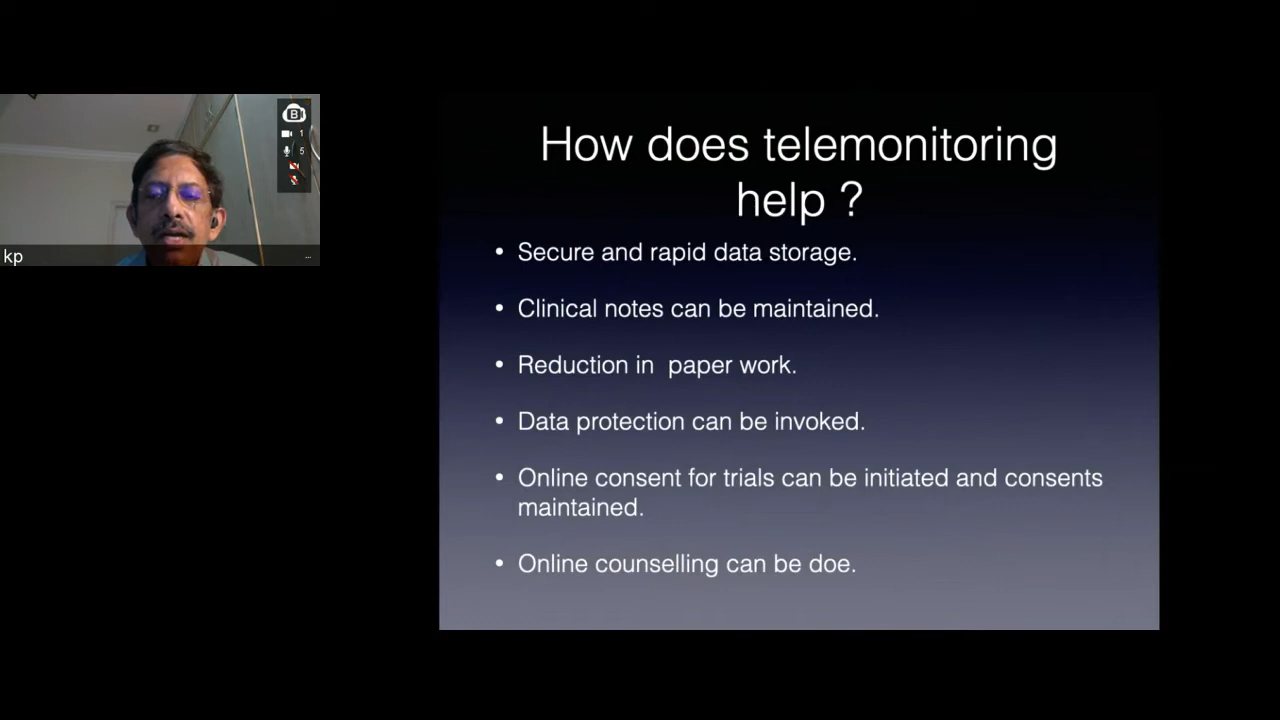 B
1
5
kp
...
How does telemonitoring
help ?
• Secure and rapid data storage.
• Clinical notes can be maintained.
• Reduction in  paper work.
• Data protection can be invoked.
• Online consent for trials can be initiated and consents
maintained.
• Online counselling can be doe.